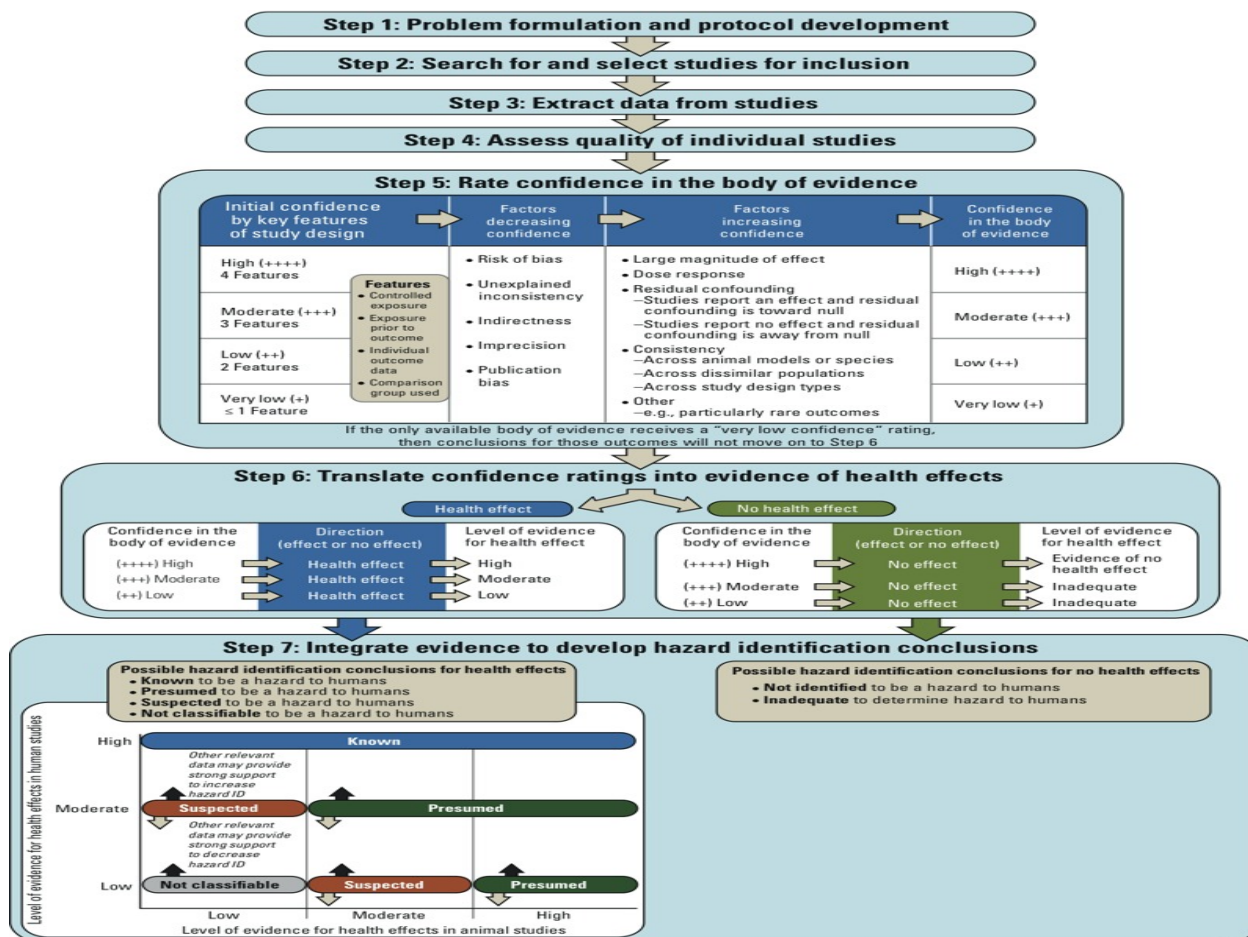 Step 1: Problem formulation and protocol development
Step 2: Search for and select studies for inclusion
Step 3: Extract data from studies
Step 4: Assess quality of individual studies
Step 5: Rate confidence in the body of evidence
Initial confidence
by key features
of study design
Factors
decreasing
confidence
Factors
increasing
confidence
Confidence
in the body
of evidence
High (++++)
4 Features
Moderate (+++)
3 Features
Low (++)
2 Features
Very low (+)
≤ 1 Feature
Features
• Controlled
exposure
• Exposure
prior to
outcome
• Individual
outcome
data
• Comparison
group used
• Risk of bias
• Unexplained
inconsistency
• Indirectness
• Imprecision
• Publication
bias
• Large magnitude of effect
• Dose response
• Residual confounding
–Studies report an effect and residual
confounding is toward null
–Studies report no effect and residual
confounding is away from null
• Consistency
–Across animal models or species
–Across dissimilar populations
–Across study design types
• Other
–e.g., particularly rare outcomes
High (++++)
Moderate (+++)
Low (++)
Very low (+)
If the only available body of evidence receives a “very low confidence” rating,
then conclusions for those outcomes will not move on to Step 6
Step 6: Translate confidence ratings into evidence of health effects
Health effect
No health effect
Confidence in the
body of evidence
Direction
(effect or no effect)
Level of evidence
for health effect
(++++) High
Health effect
High
(+++) Moderate
Health effect
Moderate
(++) Low
Health effect
Low
Confidence in the
body of evidence
Direction
(effect or no effect)
Level of evidence
for health effect
(++++) High
No effect
Evidence of no
health effect
(+++) Moderate
No effect
Inadequate
(++) Low
No effect
Inadequate
Step 7: Integrate evidence to develop hazard identification conclusions
Possible hazard identification conclusions for health effects
• Known to be a hazard to humans
• Presumed to be a hazard to humans
• Suspected to be a hazard to humans
• Not classifiable to be a hazard to humans
Possible hazard identification conclusions for no health effects
• Not identified to be a hazard to humans
• Inadequate to determine hazard to humans
Level of evidence for health effects in human studies
High
Known
Other relevant
data may provide
strong support
to increase
hazard ID
Moderate
Suspected
Presumed
Other relevant
data may provide
strong support
to decrease
hazard ID
Low
Not classifiable
Suspected
Presumed
Low
Moderate
High
Level of evidence for health effects in animal studies